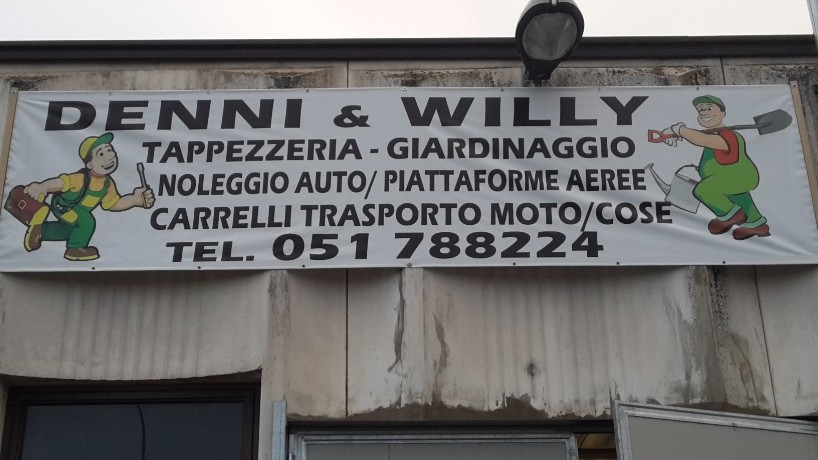 DENNI & WILLY
TAPPEZZERIA - GIARDINAGGIO
NOLEGGIO AUTO/ PIATTAFORME AEREE
CARRELLI TRASPORTO MOTO/COSE
TEL. 051 788224